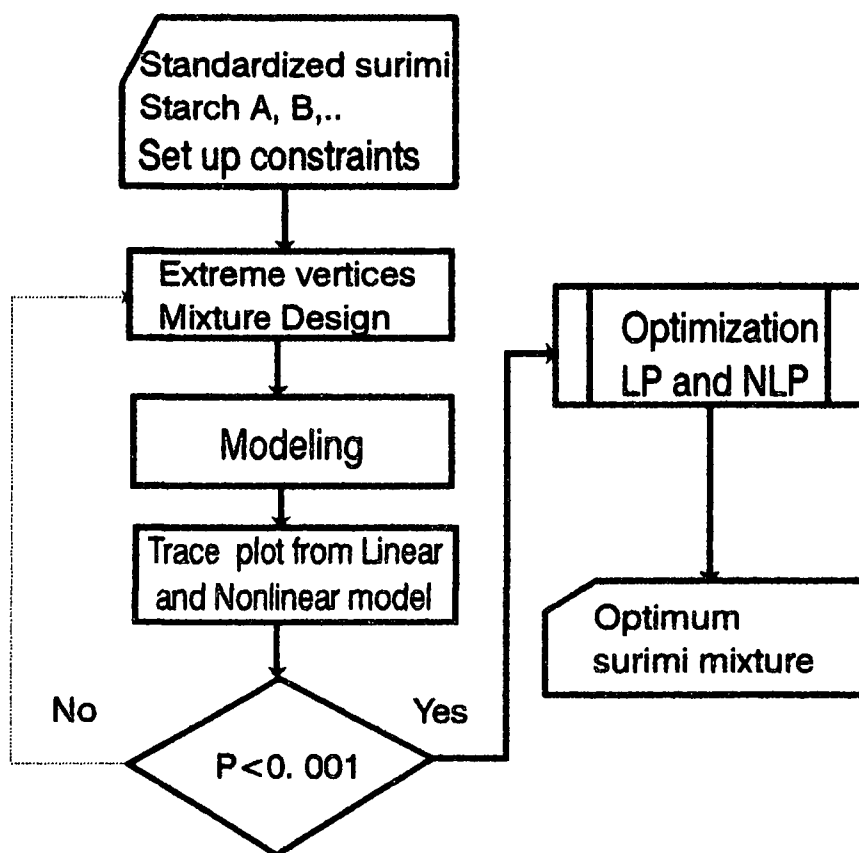 Standardized surimi
Starch A, B,..
Set up constraints
Extreme vertices
Mixture Design
Modeling
Trace plot from Linear
and Nonlinear model
No
Yes
P<0. 001
Optimization
LP and NLP
Optimum
surimi mixture